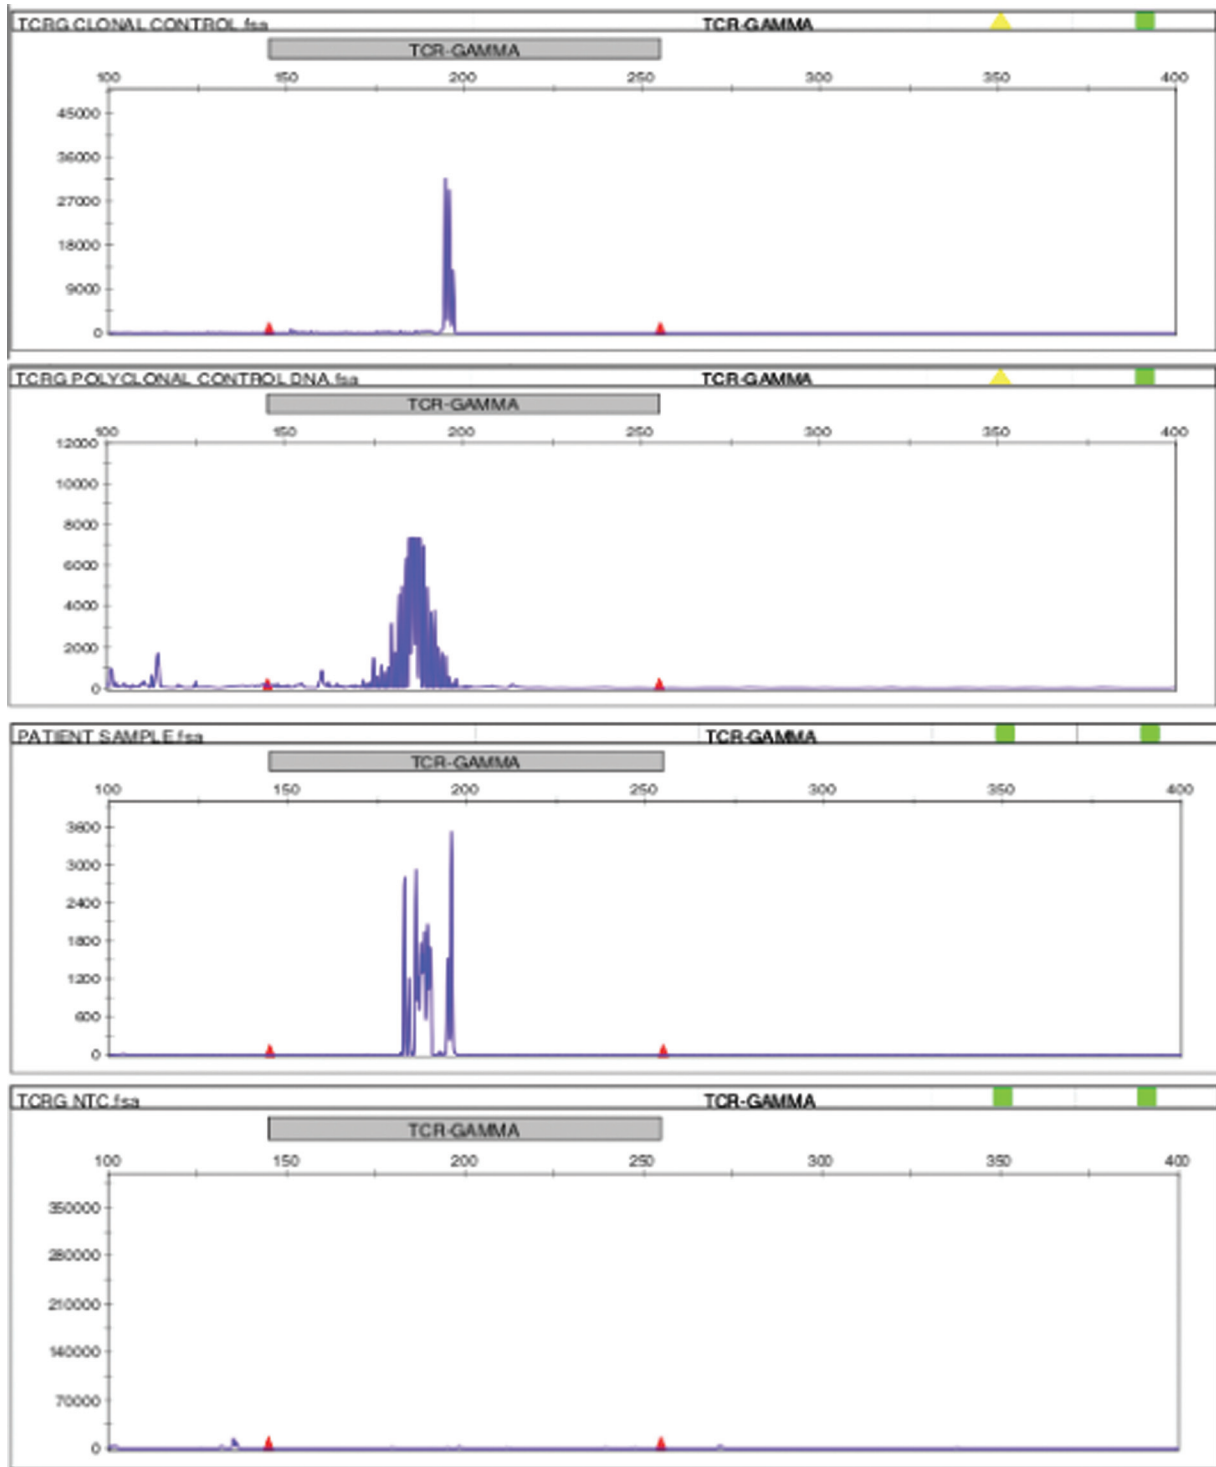 TCRG CLONAL CONTROL.fsa TCR-GAMMA
TCR-GAMMA
100 150 200 250 300 350 400
45000
36000
27000
18000
9000
0
TCRG POLYCLONAL CONTROL DNA.fsa TCR-GAMMA
TCR-GAMMA
100 150 200 250 300 350 400
12000
10000
8000
6000
4000
2000
0
PATIENT SAMPLE.fsa TCR-GAMMA
TCR-GAMMA
100 150 200 250 300 350 400
3600
3000
2400
1800
1200
600
0
TCRG NTC.fsa TCR-GAMMA
TCR-GAMMA
100 150 200 250 300 350 400
350000
280000
210000
140000
70000
0